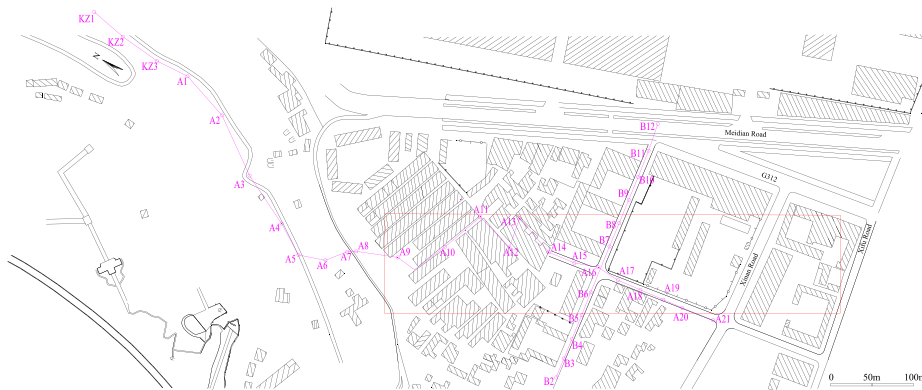 KZ1
KZ2
KZ3
N
A1
A2
A3
A4
A5
A6
A7
A8
A9
A10
A11
A12
A13
A14
A15
A16
A17
A18
A19
A20
A21
B12
B11
B10
B9
B8
B7
B6
B5
B4
B3
B2
Meidian Road
G312
Xinan Road
Xifu Road
0 50m 100m